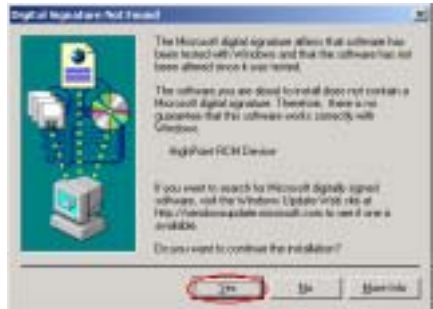 Digital Signature Not Found
The Microsoft digital signature affirms that software has
been tested with Windows and that the software has not
been altered since it was tested.
The software you are about to install does not contain a
Microsoft digital signature. Therefore, there is no
guarantee that this software works correctly with
Windows.
HighPoint RCM Device
If you want to search for Microsoft digitally signed
software, visit the Windows Update Web site at
http://windowsupdate.microsoft.com to see if one is
available.
Do you want to continue the installation?
Yes No More Info